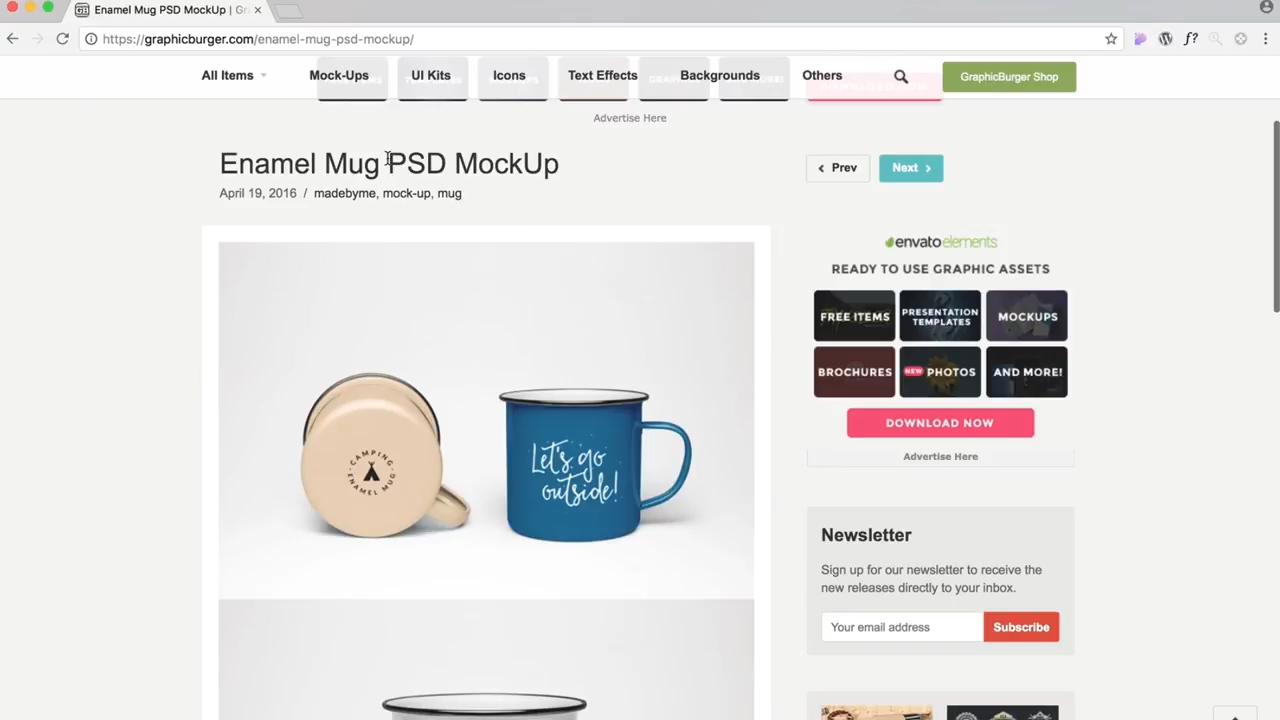 Enamel Mug PSD MockUp | Gr
https://graphicburger.com/enamel-mug-psd-mockup/
All Items Mock-Ups UI Kits Icons Text Effects Backgrounds Others GraphicBurger Shop
Advertise Here
Enamel Mug PSD MockUp
April 19, 2016 / madebyme, mock-up, mug
Prev Next
envatoelements
READY TO USE GRAPHIC ASSETS
FREE ITEMS
PRESENTATION
TEMPLATES
MOCKUPS
BROCHURES
NEW PHOTOS
AND MORE!
DOWNLOAD NOW
Advertise Here
CAMPING
ENAMEL MUG
Let's go
outside!
Newsletter
Sign up for our newsletter to receive the
new releases directly to your inbox.
Your email address Subscribe